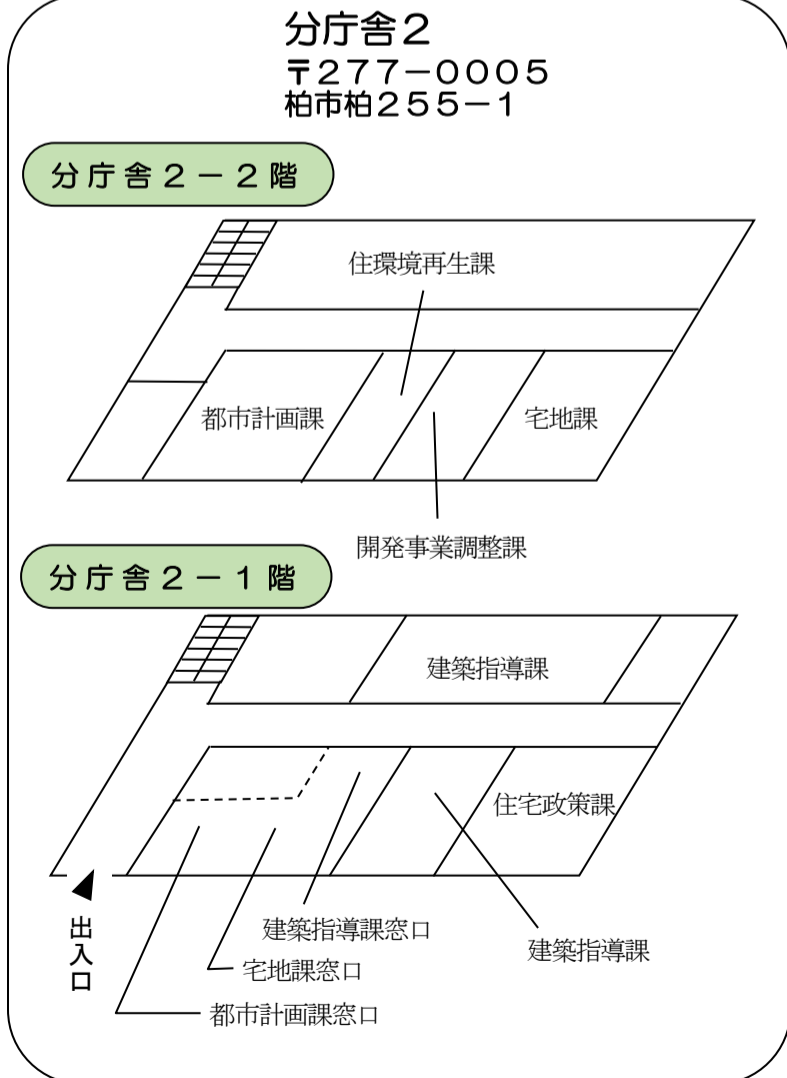 分庁舎２
〒２７７－０００５
柏市柏２５５－１
分庁舎２－２階
住環境再生課
都市計画課
宅地課
開発事業調整課
分庁舎２－１階
建築指導課
住宅政策課
出入口
建築指導課窓口
建築指導課
宅地課窓口
都市計画課窓口